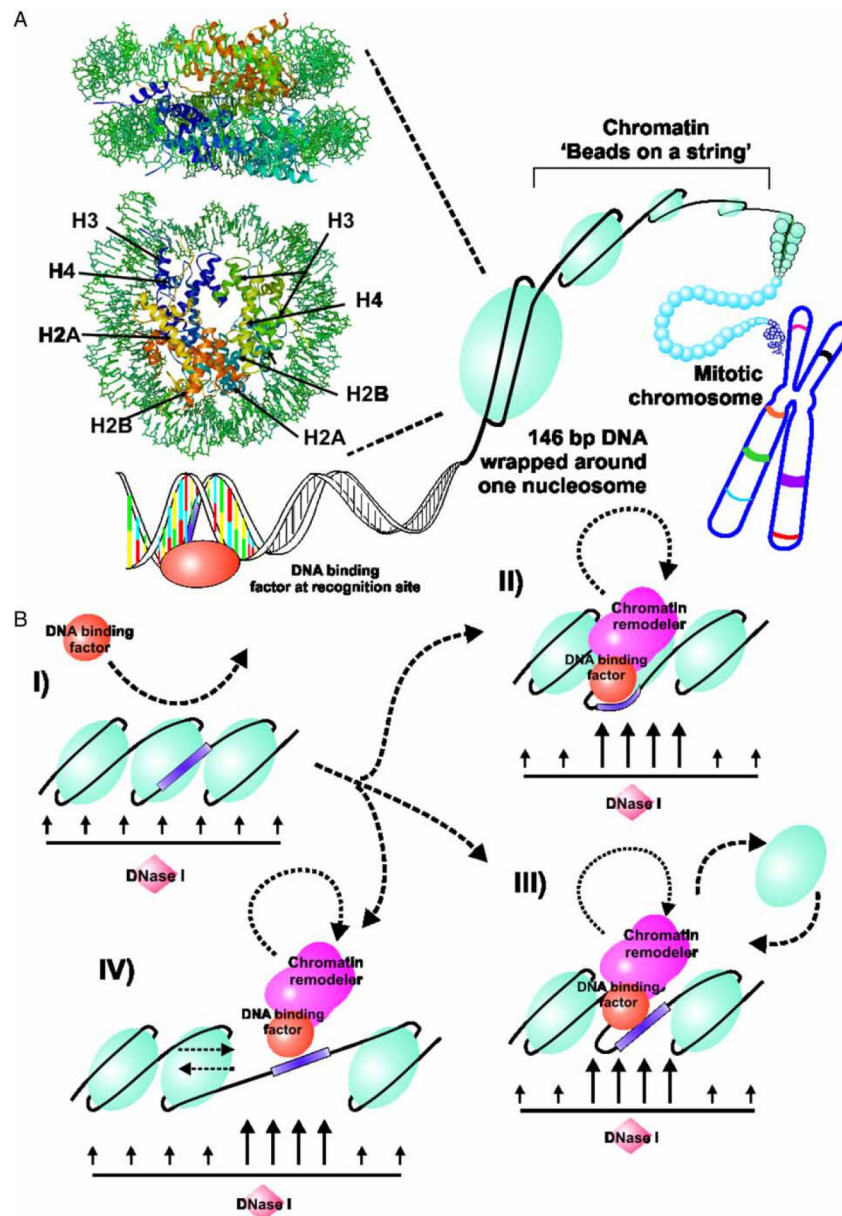 A
Chromatin
'Beads on a string'
H3
H3
H4
H4
H2A
H2B
H2B
H2A
Mitotic
chromosome
146 bp DNA
wrapped around
one nucleosome
DNA binding
factor at recognition site
B
DNA binding
factor
I)
DNase I
II)
Chromatin
remodeler
DNA binding
factor
DNase I
III)
Chromatin
remodeler
DNA binding
factor
DNase I
IV)
Chromatin
remodeler
DNA binding
factor
DNase I